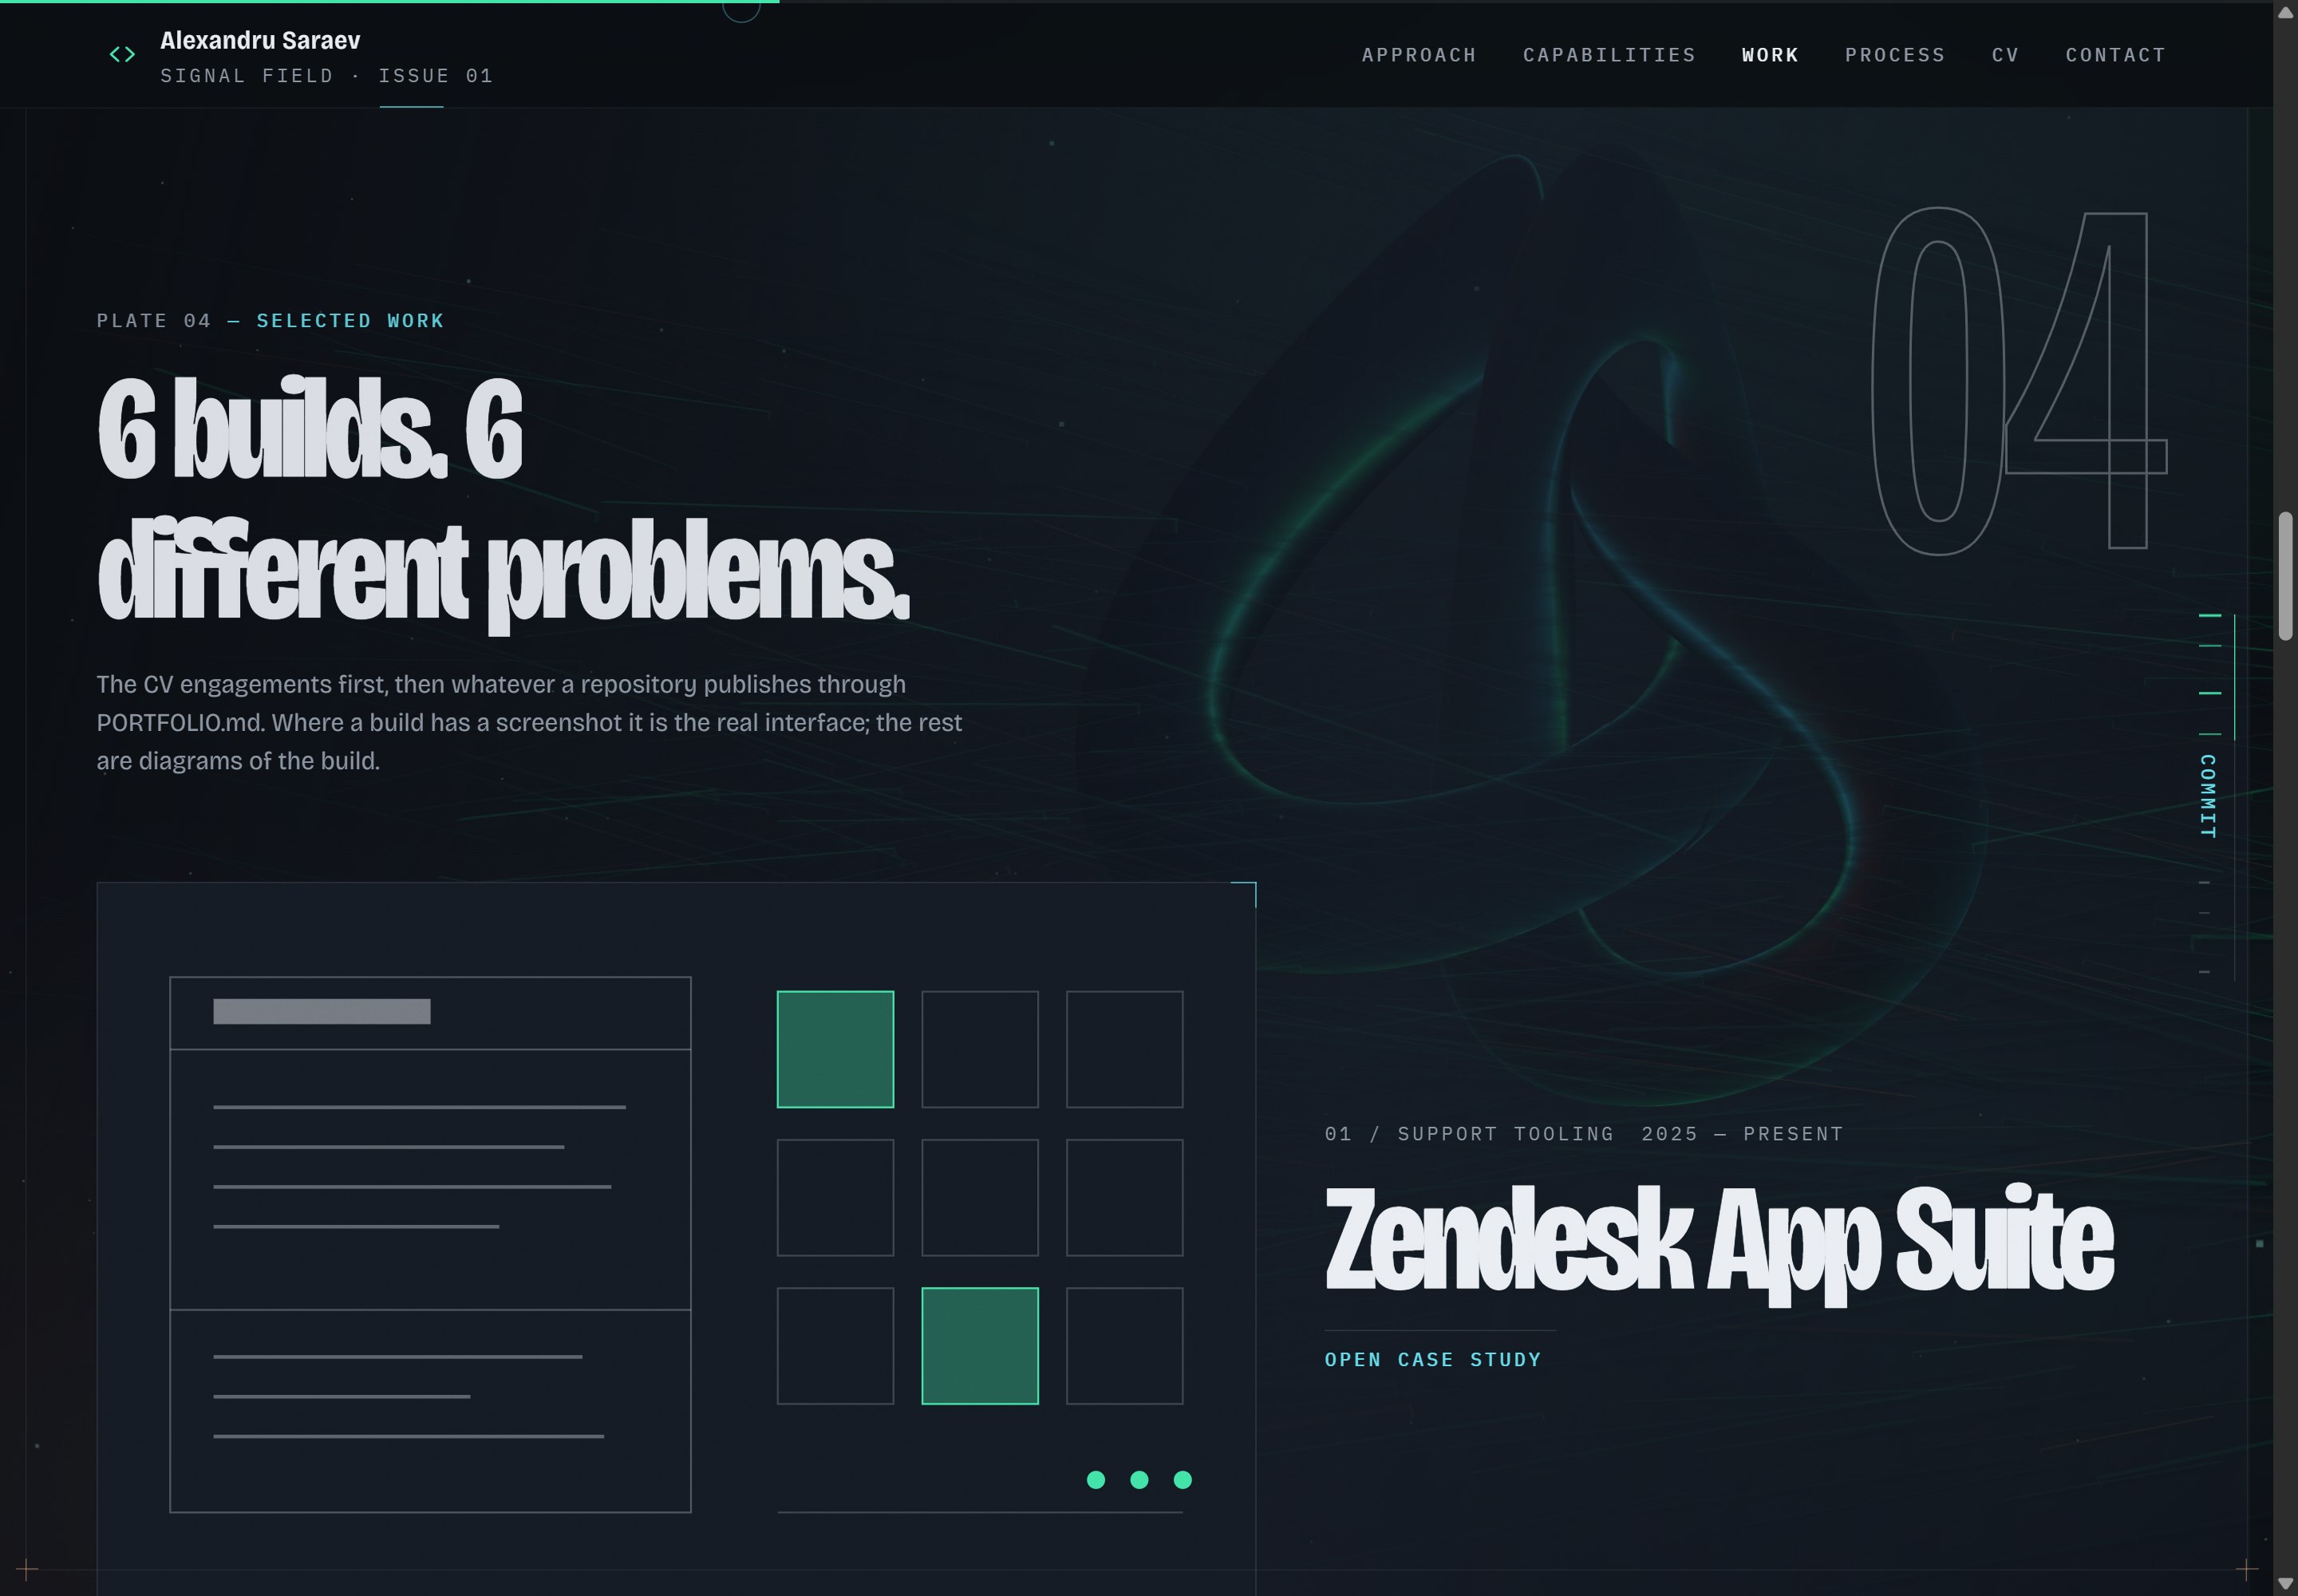 Alexandru Saraev
SIGNAL FIELD · ISSUE 01
APPROACH CAPABILITIES WORK PROCESS CV CONTACT
04
PLATE 04 — SELECTED WORK
6 builds. 6
different problems.
The CV engagements first, then whatever a repository publishes through
PORTFOLIO.md. Where a build has a screenshot it is the real interface; the rest
are diagrams of the build.
COMMIT
01 / SUPPORT TOOLING 2025 — PRESENT
Zendesk App Suite
OPEN CASE STUDY